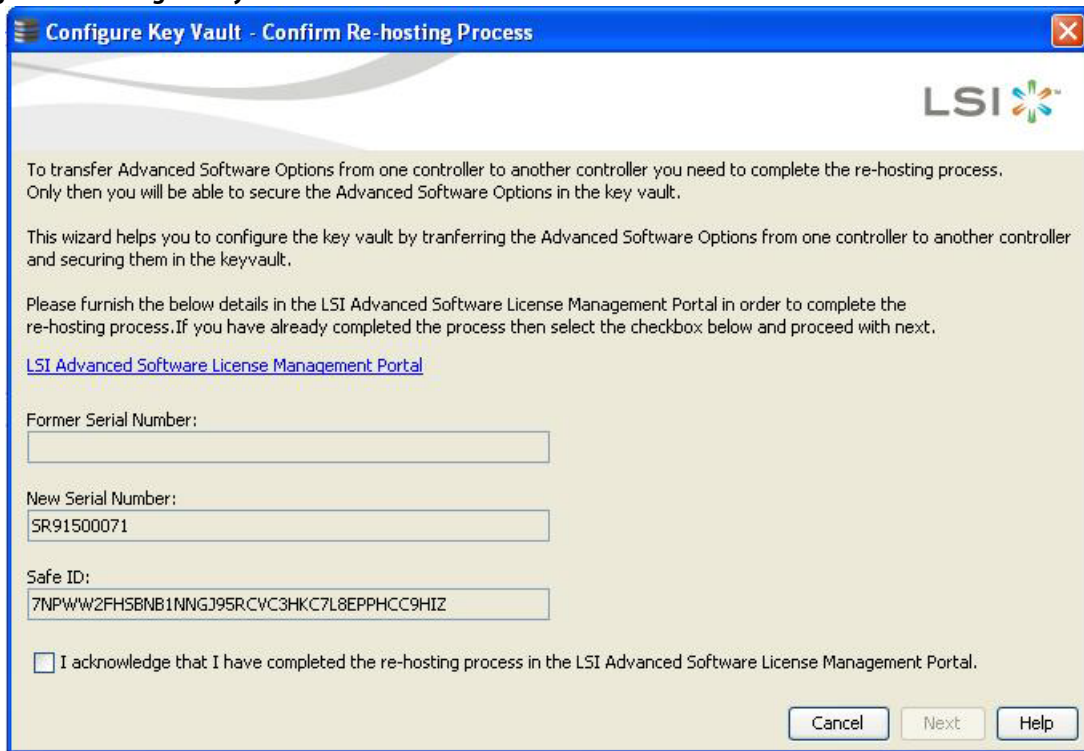 Configure Key Vault - Confirm Re-hosting Process
LSI
To transfer Advanced Software Options from one controller to another controller you need to complete the re-hosting process.
Only then you will be able to secure the Advanced Software Options in the key vault.
This wizard helps you to configure the key vault by tranferring the Advanced Software Options from one controller to another controller
and securing them in the keyvault.
Please furnish the below details in the LSI Advanced Software License Management Portal in order to complete the
re-hosting process.If you have already completed the process then select the checkbox below and proceed with next.
LSI Advanced Software License Management Portal
Former Serial Number:
New Serial Number:
SR91500071
Safe ID:
7NPWW2FHSBNB1NNGJ95RCVC3HKC7L8EPPHCC9HIZ
I acknowledge that I have completed the re-hosting process in the LSI Advanced Software License Management Portal.
Cancel Next Help